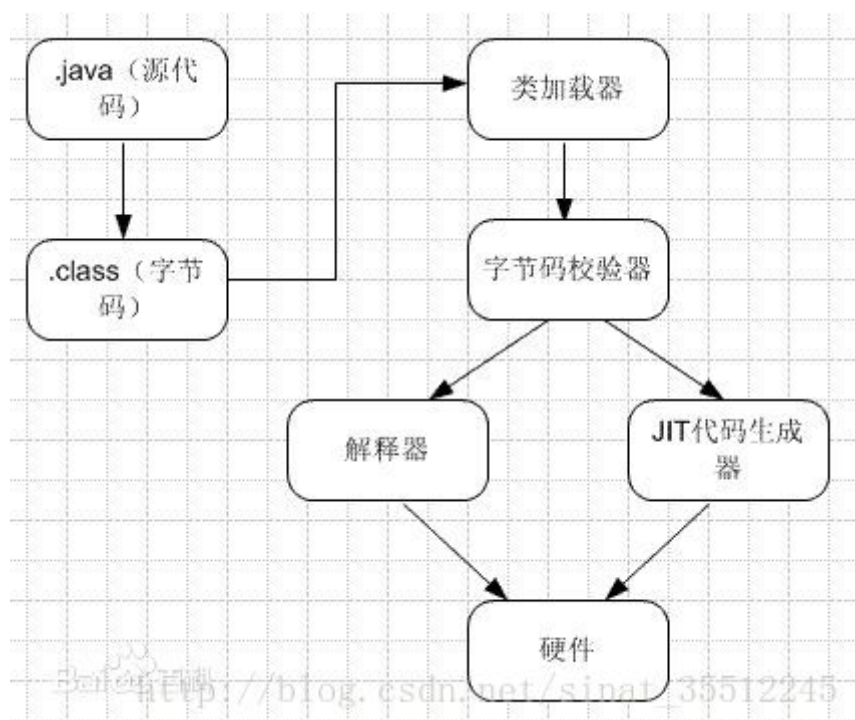 .java（源代
码）
类加载器
.class（字节
码）
字节码校验器
解释器
JIT代码生成
器
硬件
http://blog.csdn.net/sinat_35512245